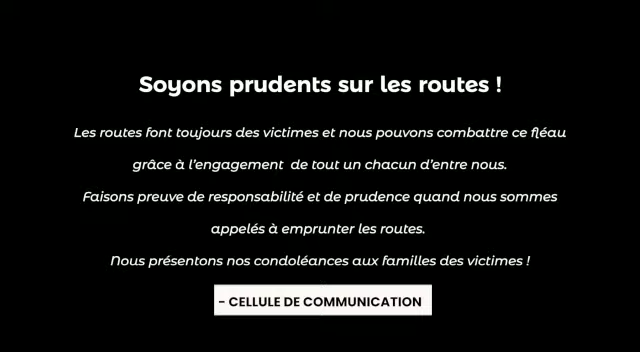 Soyons prudents sur les routes !
Les routes font toujours des victimes et nous pouvons combattre ce fléau
grâce à l'engagement de tout un chacun d'entre nous.
Faisons preuve de responsabilité et de prudence quand nous sommes
appelés à emprunter les routes.
Nous présentons nos condoléances aux familles des victimes !
- CELLULE DE COMMUNICATION